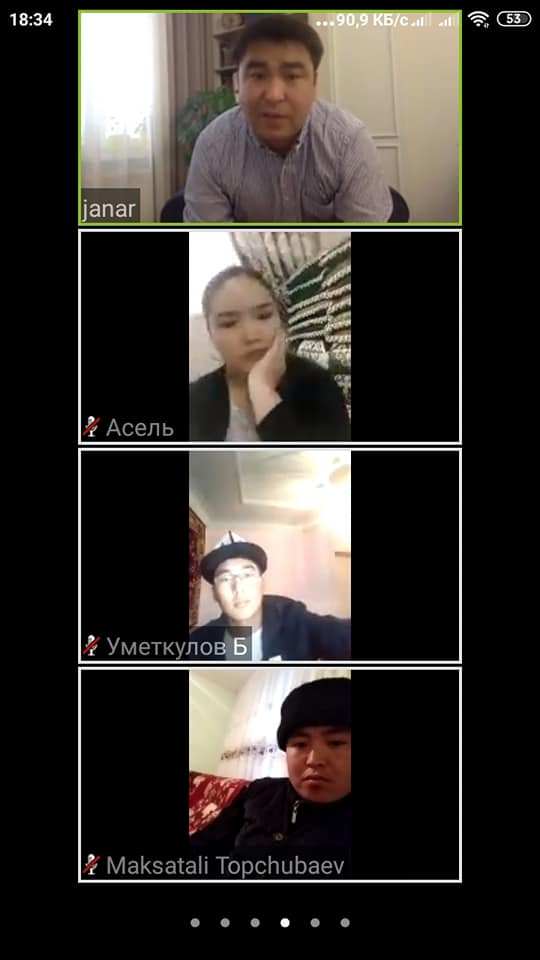 18:34 ...90,9 КБ/с 53
janar
Асель
Уметкулов Б
Maksatali Topchubaev